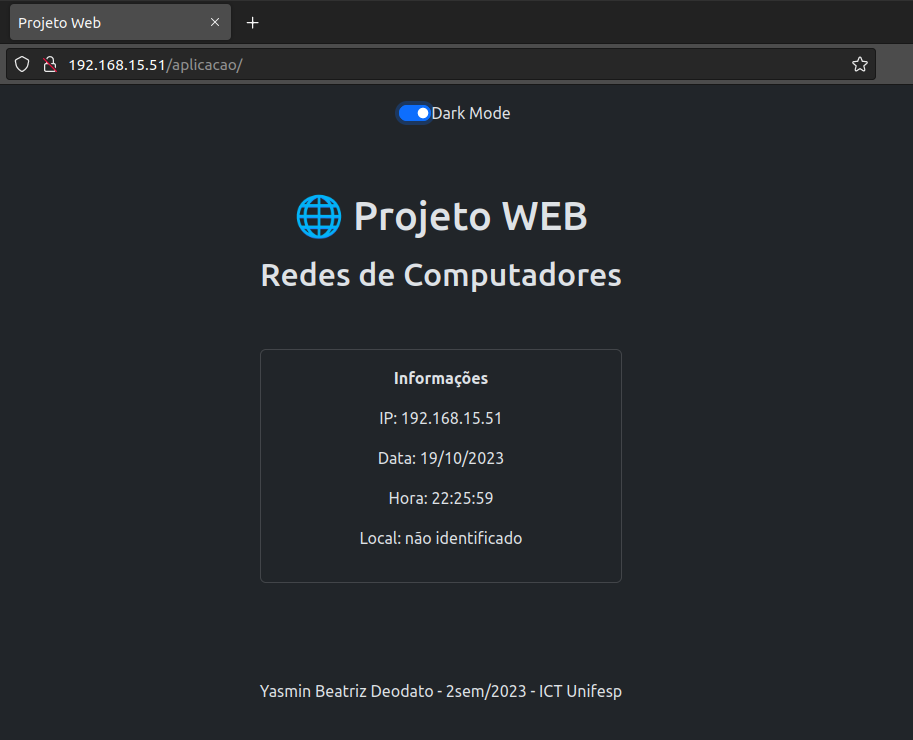 Projeto Web
192.168.15.51/aplicacao/
Dark Mode
Projeto WEB
Redes de Computadores
Informações
IP: 192.168.15.51
Data: 19/10/2023
Hora: 22:25:59
Local: não identificado
Yasmin Beatriz Deodato - 2sem/2023 - ICT Unifesp